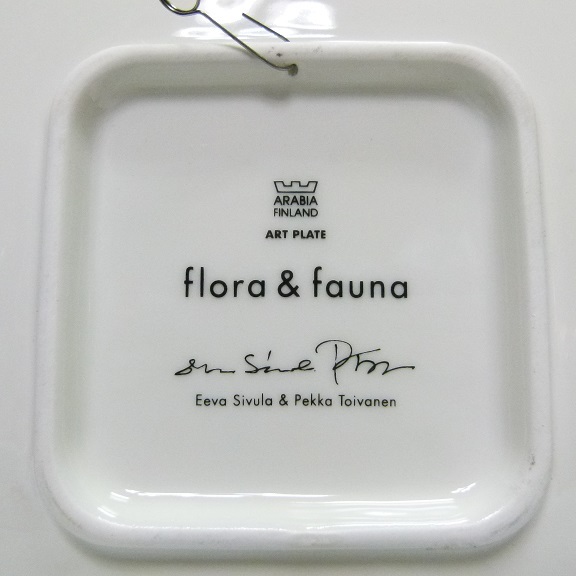 ARABIA
FINLAND
ART PLATE
flora & fauna
Eeva Sivula & Pekka Toivanen